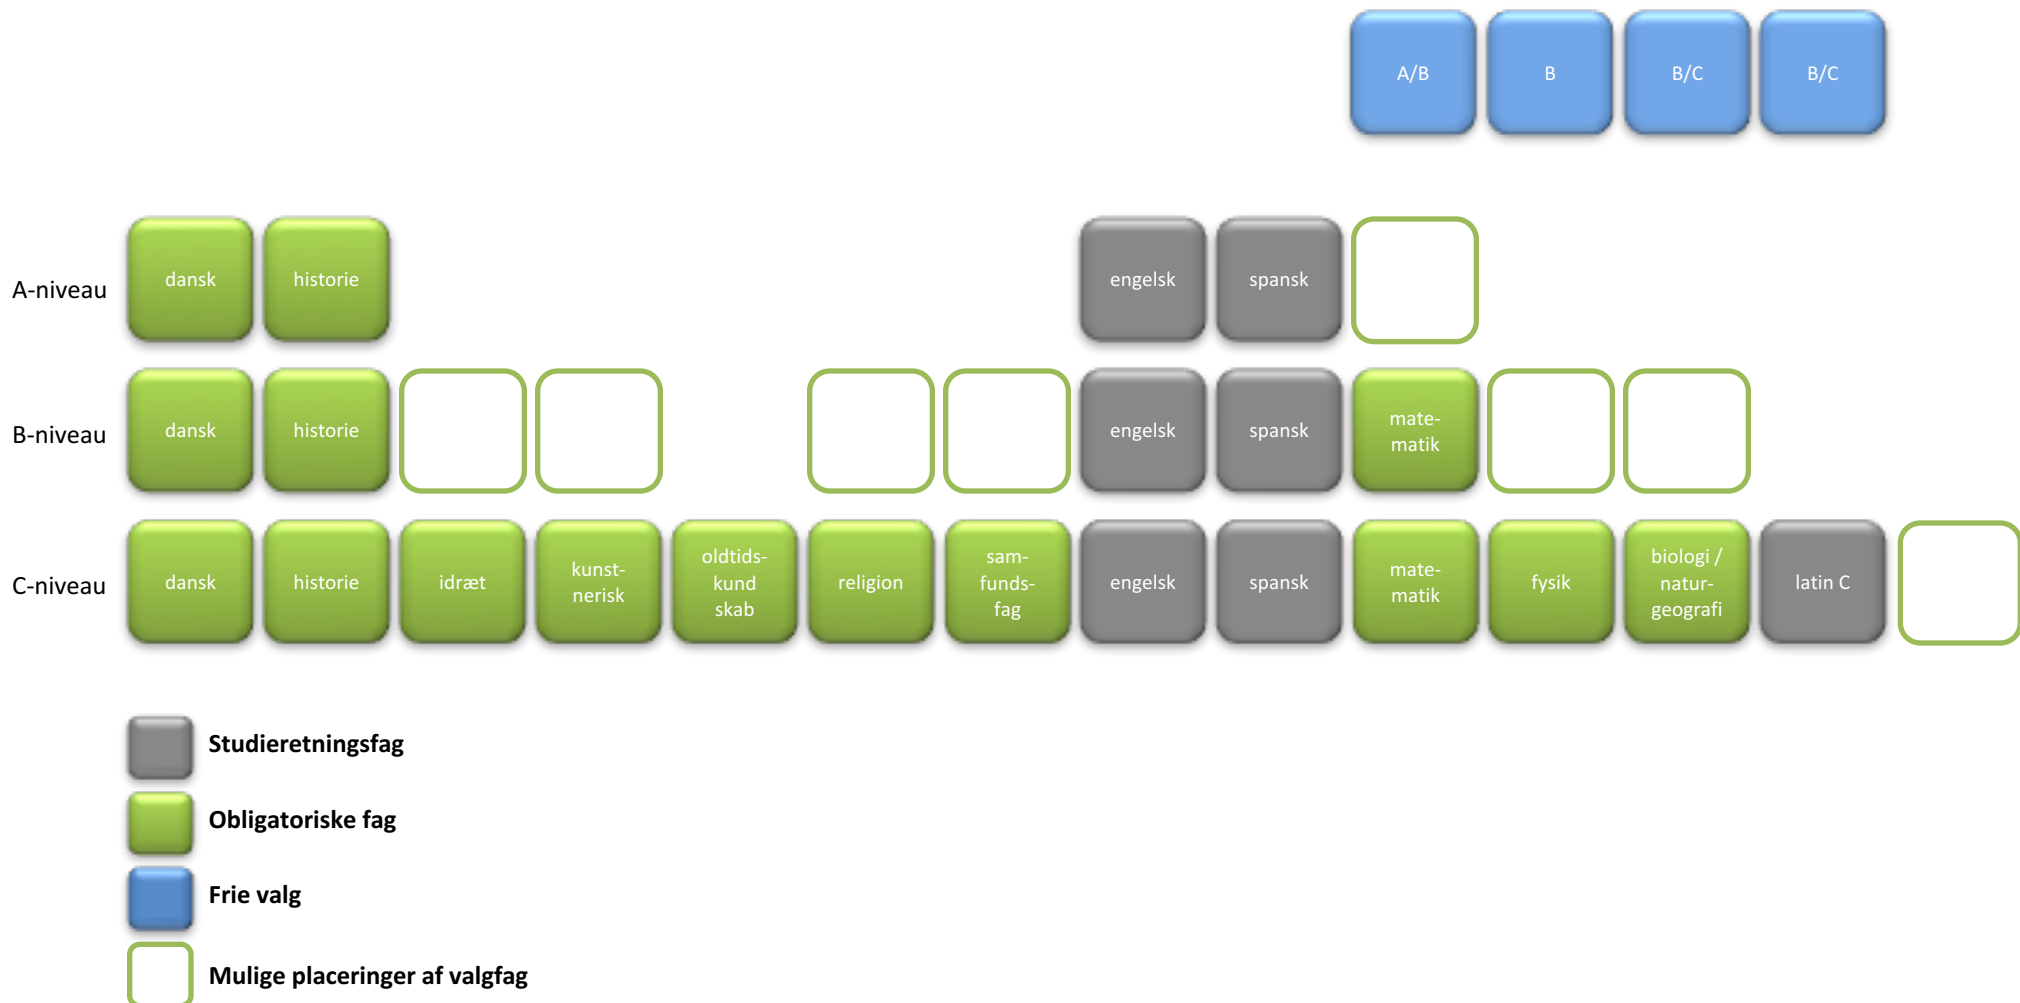 A/B B B/C B/C
A-niveau dansk historie engelsk spansk
B-niveau dansk historie engelsk spansk mate-
matik
C-niveau dansk historie idræt kunst-
nerisk oldtids-
kund
skab religion sam-
funds-
fag engelsk spansk mate-
matik fysik biologi /
natur-
geografi latin C
Studieretningsfag
Obligatoriske fag
Frie valg
Mulige placeringer af valgfag